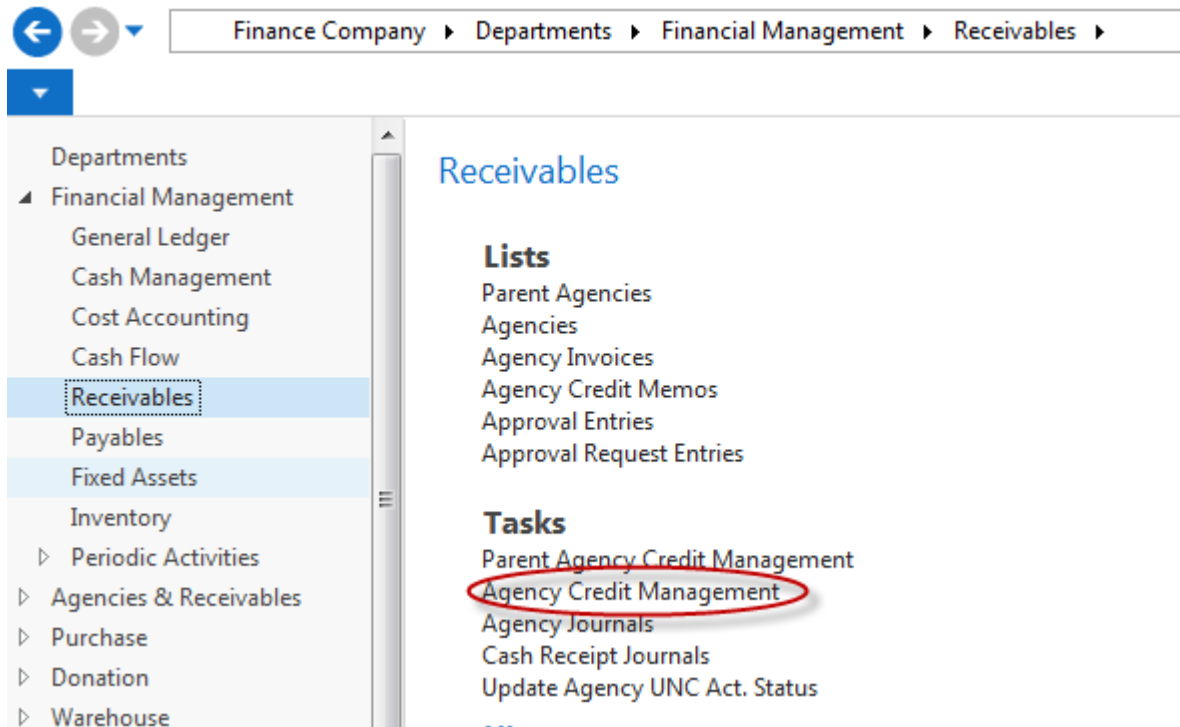 Finance Company ▸ Departments ▸ Financial Management ▸ Receivables ▸
Departments
Financial Management
General Ledger
Cash Management
Cost Accounting
Cash Flow
Receivables
Payables
Fixed Assets
Inventory
Periodic Activities
Agencies & Receivables
Purchase
Donation
Warehouse
Receivables
Lists
Parent Agencies
Agencies
Agency Invoices
Agency Credit Memos
Approval Entries
Approval Request Entries
Tasks
Parent Agency Credit Management
Agency Credit Management
Agency Journals
Cash Receipt Journals
Update Agency UNC Act. Status